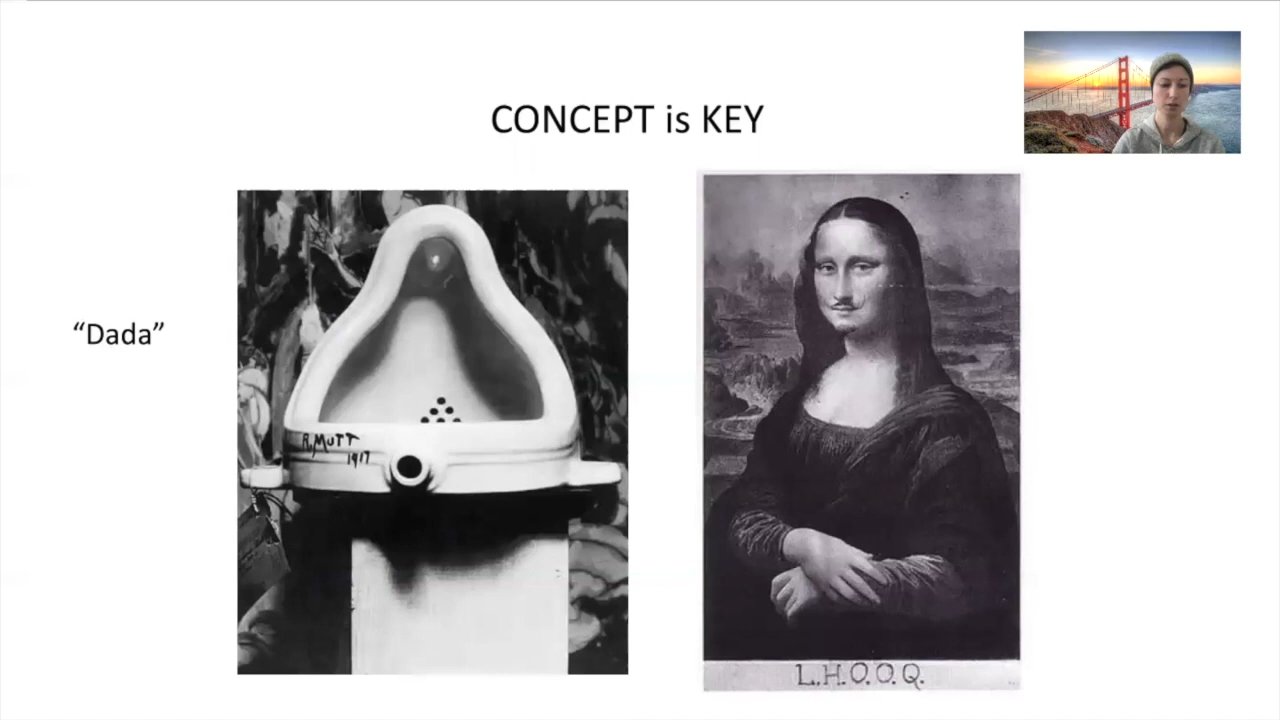 CONCEPT is KEY
“Dada”
R. MUTT
1917
L.H.O.O.Q.